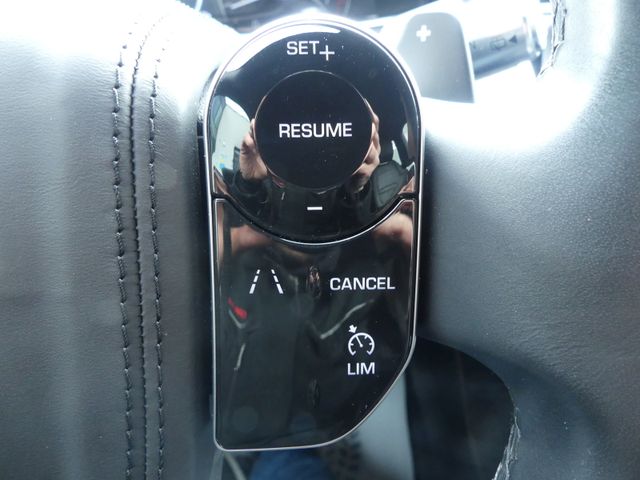 SET+
RESUME
-
CANCEL
LIM
+